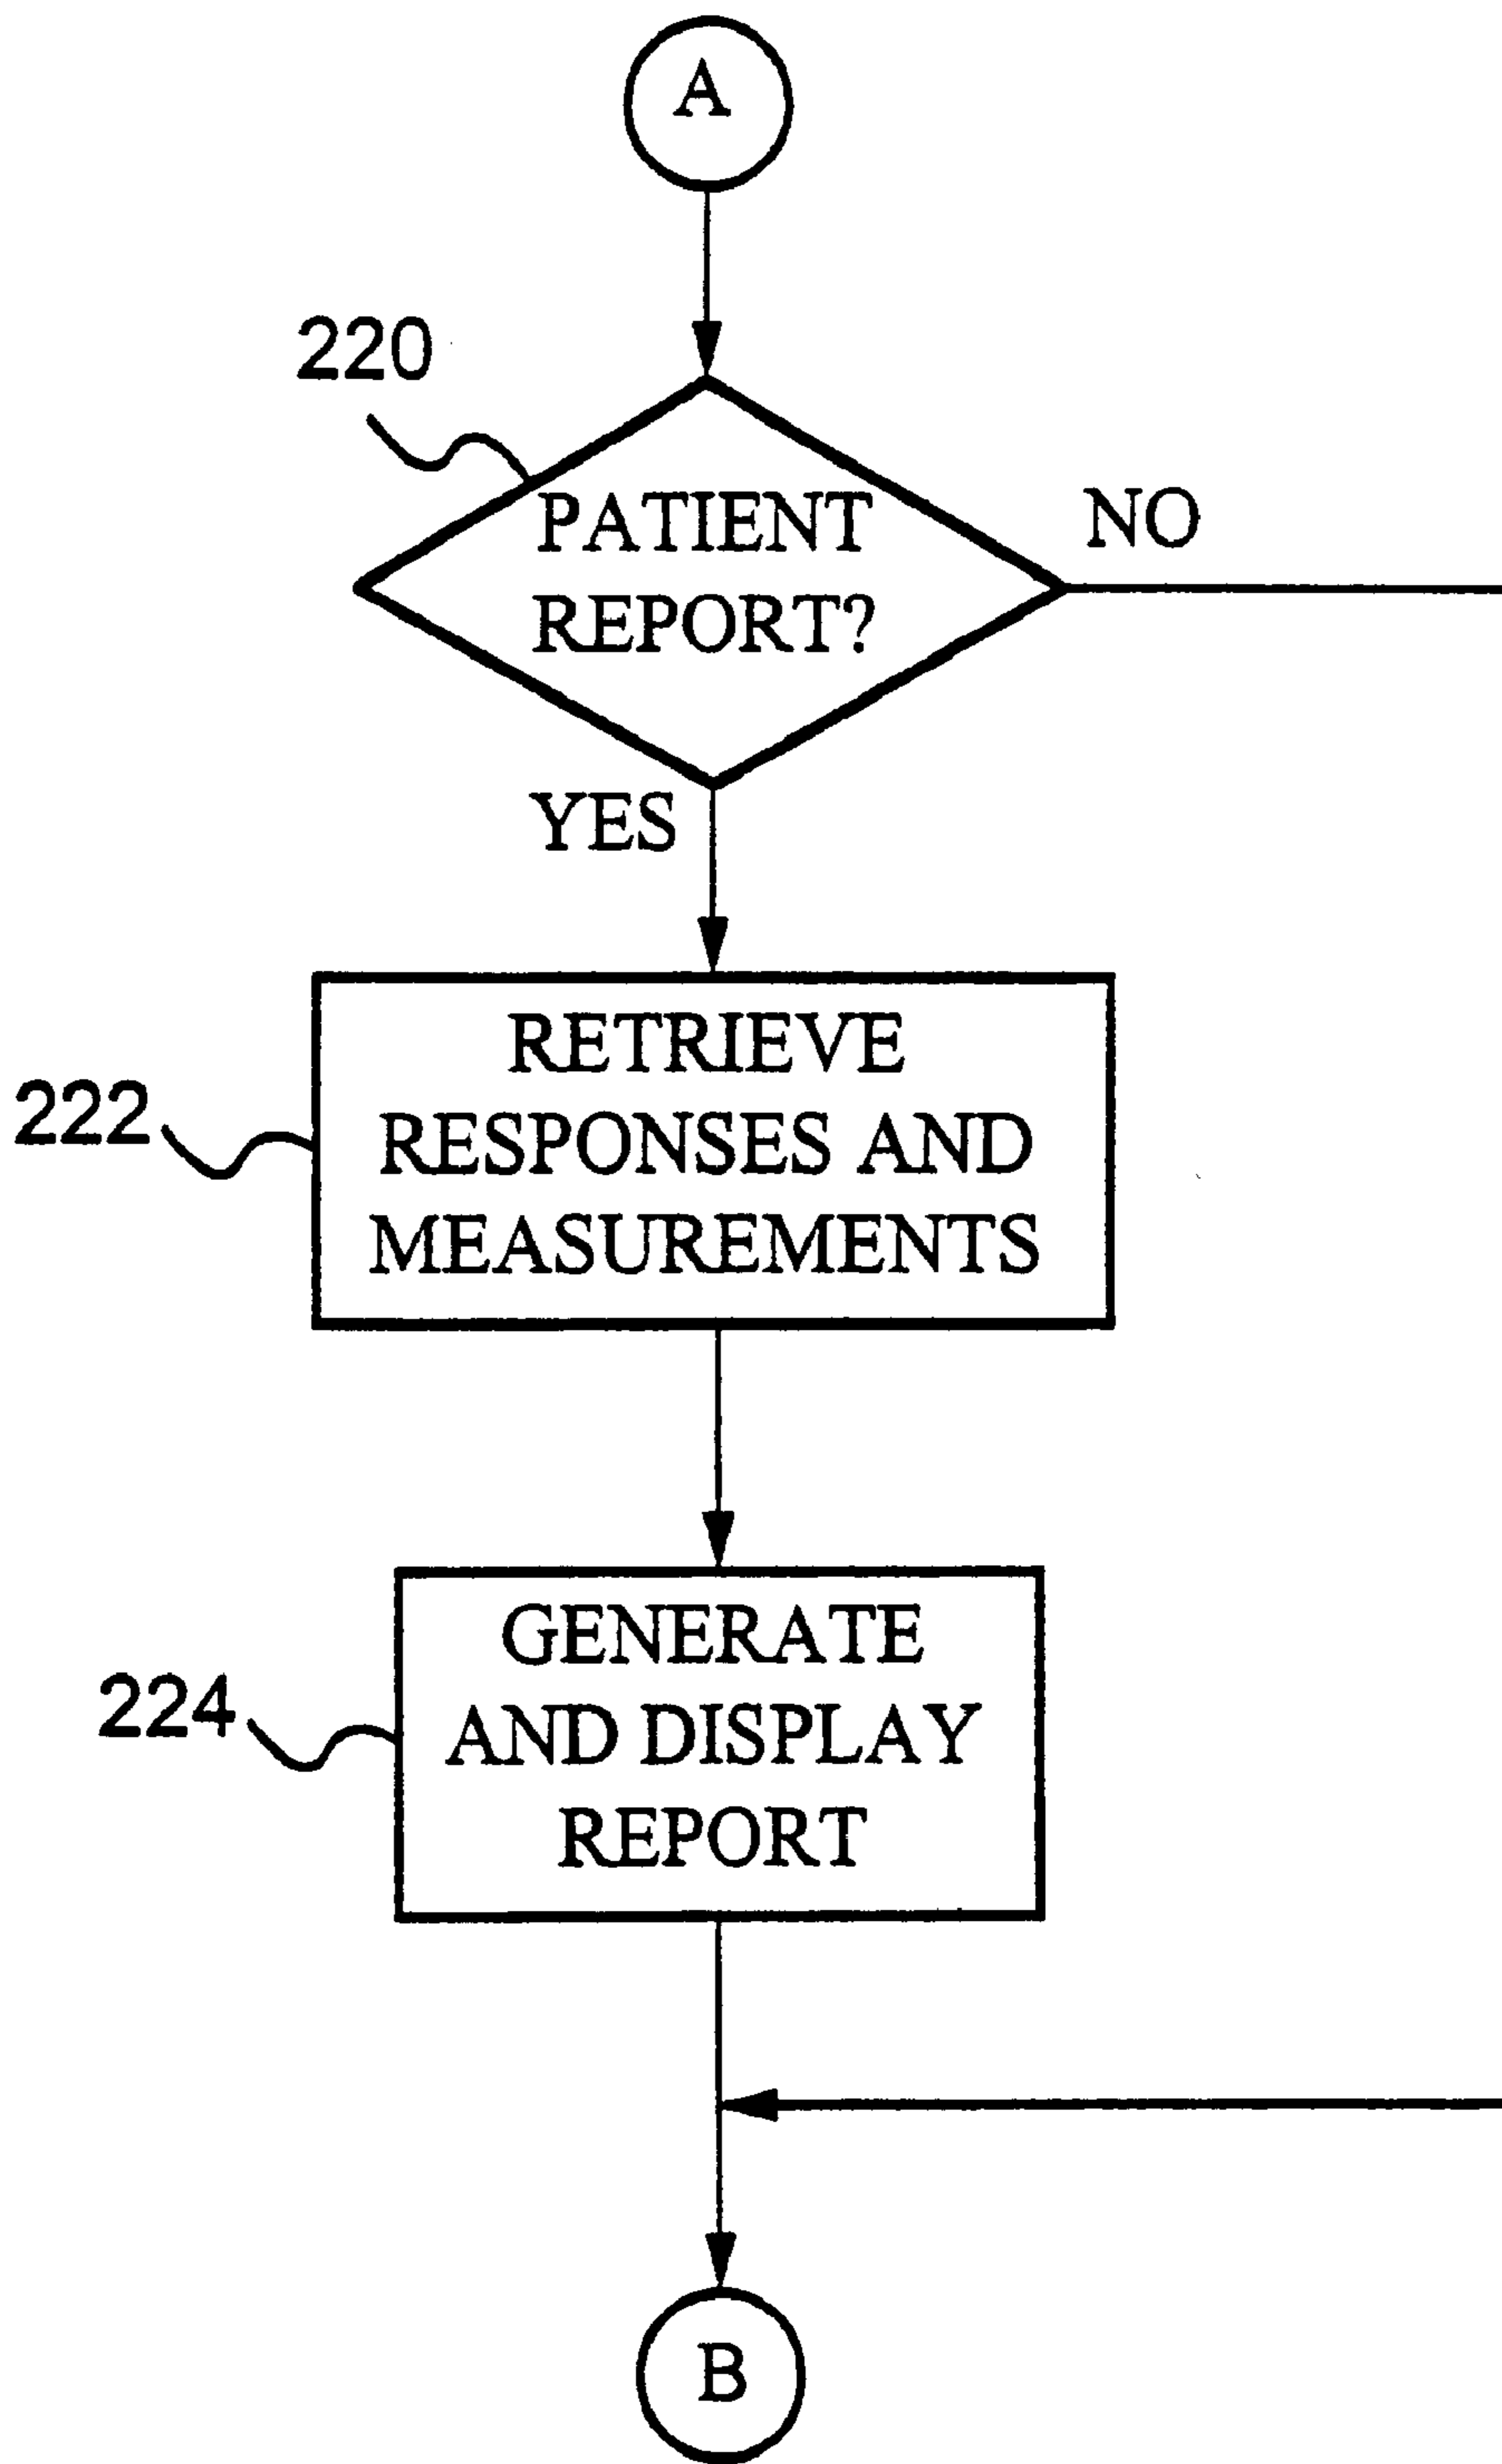 A
220
PATIENT
REPORT?
NO
YES
222
RETRIEVE
RESPONSES AND
MEASUREMENTS
224
GENERATE
AND DISPLAY
REPORT
B